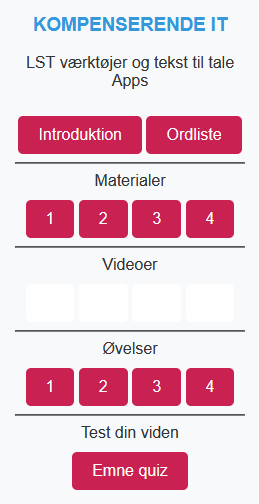 KOMPENSERENDE IT
LST værktøjer og tekst til tale
Apps
Introduktion Ordliste
Materialer
1 2 3 4
Videoer
Øvelser
1 2 3 4
Test din viden
Emne quiz